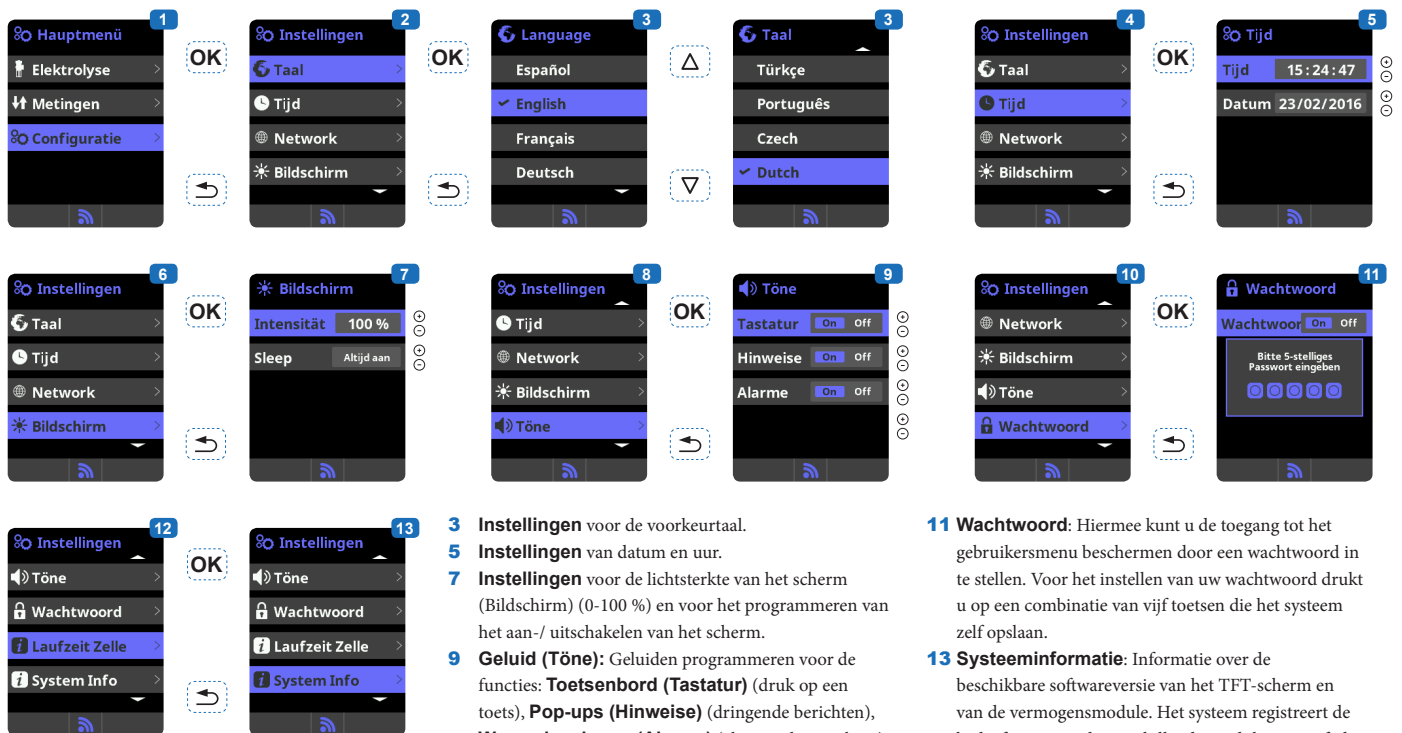 1
Hauptmenü
Elektrolyse
Metingen
Configuratie
OK
2
Instellingen
Taal
Tijd
Network
Bildschirm
OK
3
Language
Español
English
Français
Deutsch
3
Taal
Türkçe
Português
Czech
Dutch
4
Instellingen
Taal
Tijd
Network
Bildschirm
OK
5
Tijd
Tijd 15:24:47
Datum 23/02/2016
6
Instellingen
Taal
Tijd
Network
Bildschirm
OK
7
Bildschirm
Intensität 100 %
Sleep Altijd aan
8
Instellingen
Tijd
Network
Bildschirm
Töne
OK
9
Töne
Tastatur On Off
Hinweise On Off
Alarme On Off
10
Instellingen
Network
Bildschirm
Töne
Wachtwoord
OK
11
Wachtwoord
Wachtwoor On Off
Bitte 5-stelliges
Passwort eingeben
12
Instellingen
Töne
Wachtwoord
Laufzeit Zelle
System Info
OK
13
Instellingen
Töne
Wachtwoord
Laufzeit Zelle
System Info
3 Instellingen voor de voorkeurtaal.
5 Instellingen van datum en uur.
7 Instellingen voor de lichtsterkte van het scherm
(Bildschirm) (0-100 %) en voor het programmeren van
het aan-/ uitschakelen van het scherm.
9 Geluid (Töne): Geluiden programmeren voor de
functies: Toetsenbord (Tastatur) (druk op een
toets), Pop-ups (Hinweise) (dringende berichten),
11 Wachtwoord: Hiermee kunt u de toegang tot het
gebruikersmenu beschermen door een wachtwoord in
te stellen. Voor het instellen van uw wachtwoord drukt
u op een combinatie van vijf toetsen die het systeem
zelf opslaan.
13 Systeeminformatie: Informatie over de
beschikbare softwareversie van het TFT-scherm en
van de vermogensmodule. Het systeem registreert de